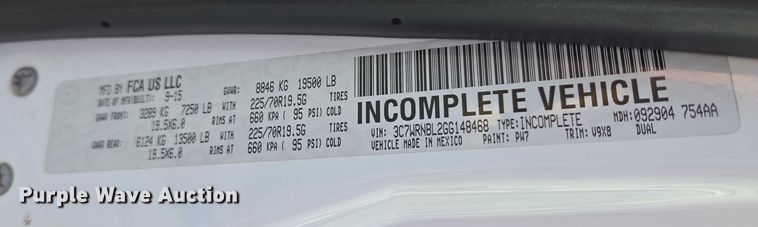 MFD BY FCA US LLC
DATE OF MFR(BUILT): 9-15
GVWR: 8846 KG 19500 LB
GAWR FRONT: 3289 KG 7250 LB WITH 225/70R19.5G TIRES
19.5X6.0 RIMS AT 660 KPA ( 95 PSI) COLD
GAWR REAR: 6124 KG 13500 LB WITH 225/70R19.5G TIRES
19.5X6.0 RIMS AT 660 KPA ( 95 PSI) COLD
INCOMPLETE VEHICLE
VIN: 3C7WRNBL2GG148468 TYPE: INCOMPLETE MDH: 092904 754AA
VEHICLE MADE IN MEXICO PAINT: PW7 TRIM: V9X8 DUAL
Purple Wave Auction